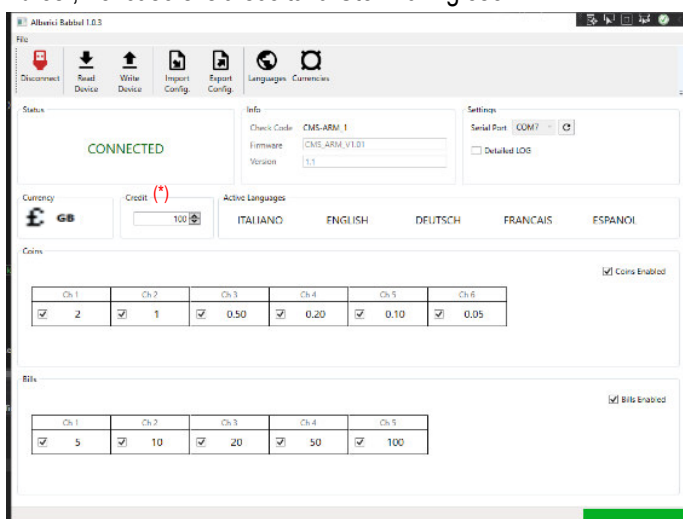 Alberici Babbel 1.0.3
File
Disconnect Read Device Write Device Import Config. Export Config. Languages Currencies
Status Info Settings
CONNECTED
Check Code CMS-ARM_1
Firmware CMS_ARM_V1.01
Version 1.1
Serial Port COM7
Detailed LOG
Currency Credit (*) Active Languages
£ GB 100 ITALIANO ENGLISH DEUTSCH FRANCAIS ESPANOL
Coins
Coins Enabled
Ch 1 Ch 2 Ch 3 Ch 4 Ch 5 Ch 6
2 1 0.50 0.20 0.10 0.05
Bills
Bills Enabled
Ch 1 Ch 2 Ch 3 Ch 4 Ch 5
5 10 20 50 100